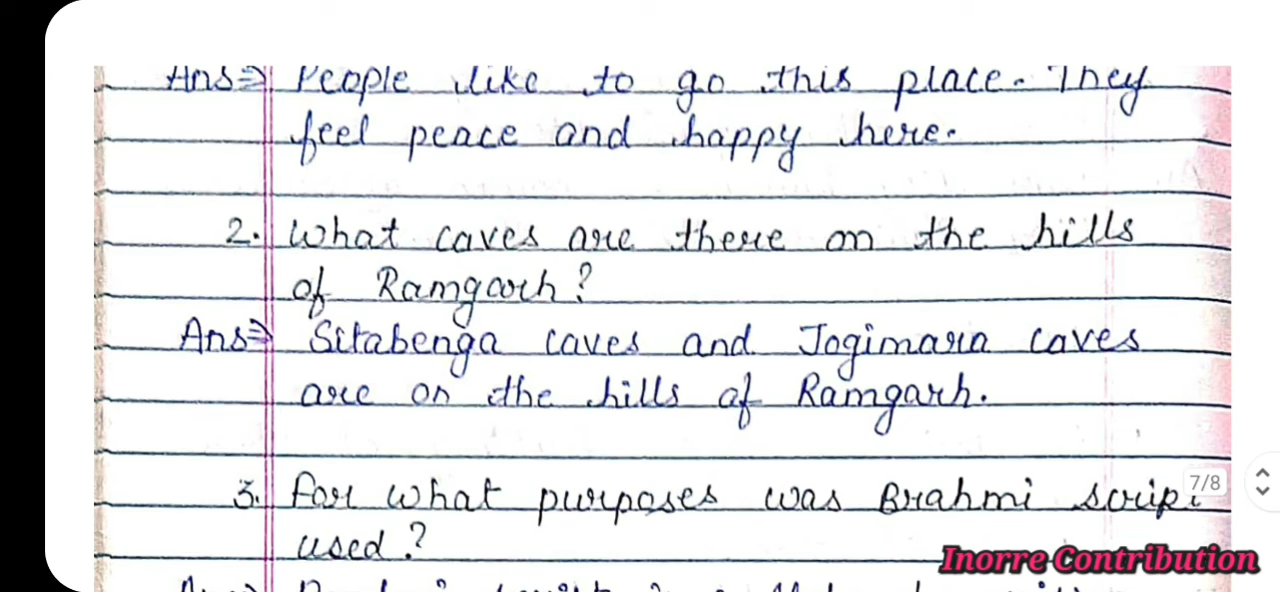 Ans⇒ People like to go this place. They
feel peace and happy here.
2. What caves are there on the hills
of Ramgarh?
Ans⇒ Sitabenga caves and Jogimara caves
are on the hills of Ramgarh.
3. For what purposes was Brahmi script
7/8
used?
Inorre Contribution